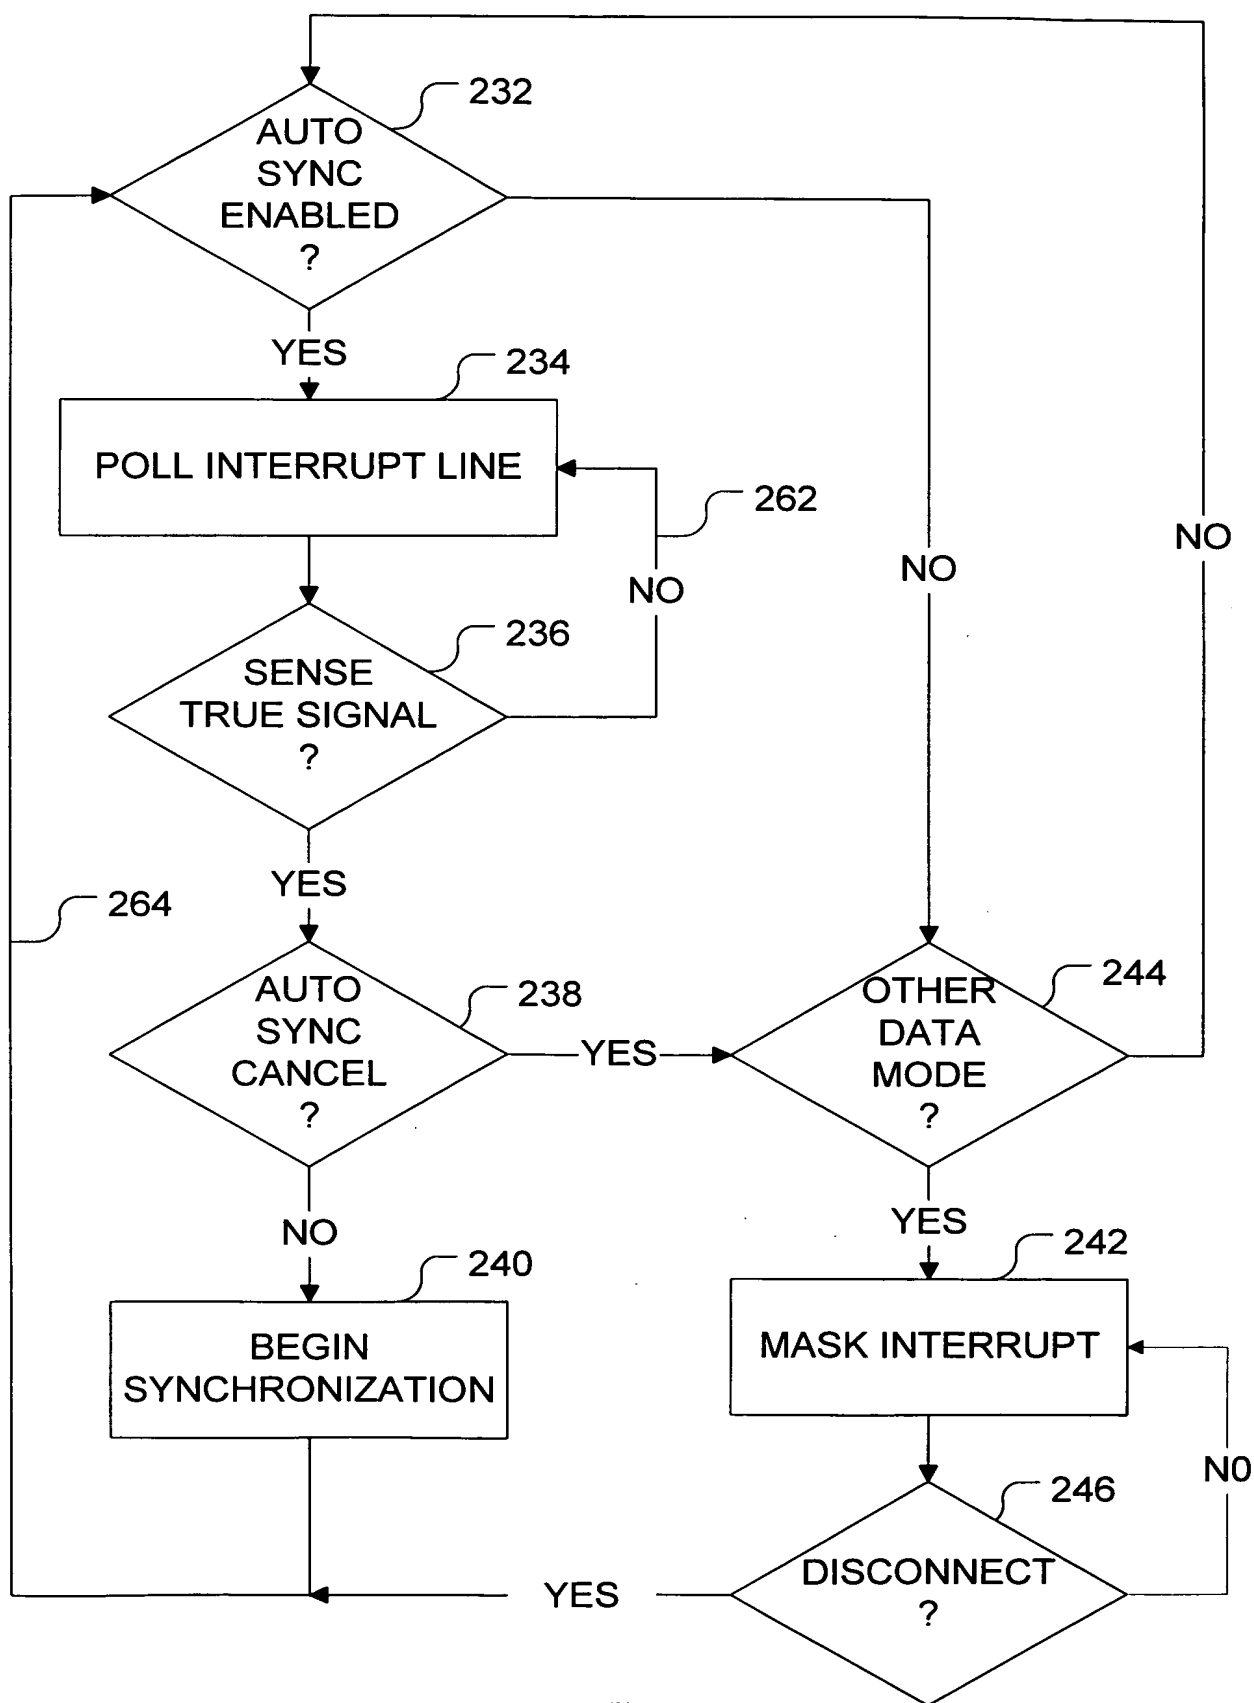 232
AUTO
SYNC
ENABLED
?
YES
234
POLL INTERRUPT LINE
262
NO
NO
NO
236
SENSE
TRUE SIGNAL
?
YES
264
AUTO
SYNC
CANCEL
?
238
YES
OTHER
DATA
MODE
?
244
NO
YES
240
BEGIN
SYNCHRONIZATION
242
MASK INTERRUPT
N0
246
DISCONNECT
?
YES